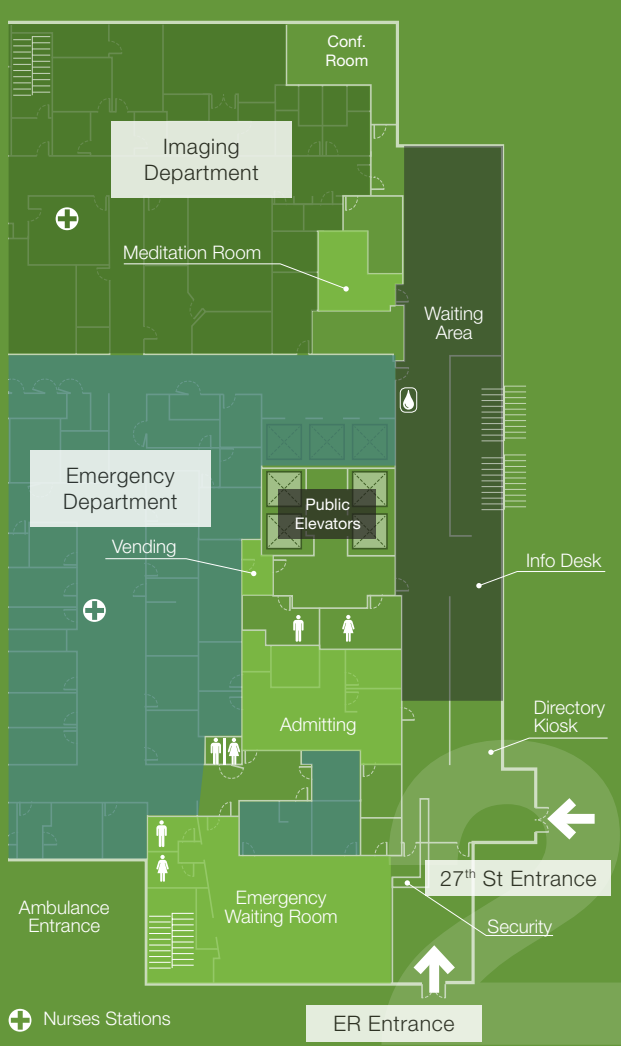 Conf.
Room
Imaging
Department
Meditation Room
Waiting
Area
Emergency
Department
Public
Elevators
Vending
Info Desk
Directory
Kiosk
Admitting
27th St Entrance
Emergency
Waiting Room
Ambulance
Entrance
Security
Nurses Stations
ER Entrance
2